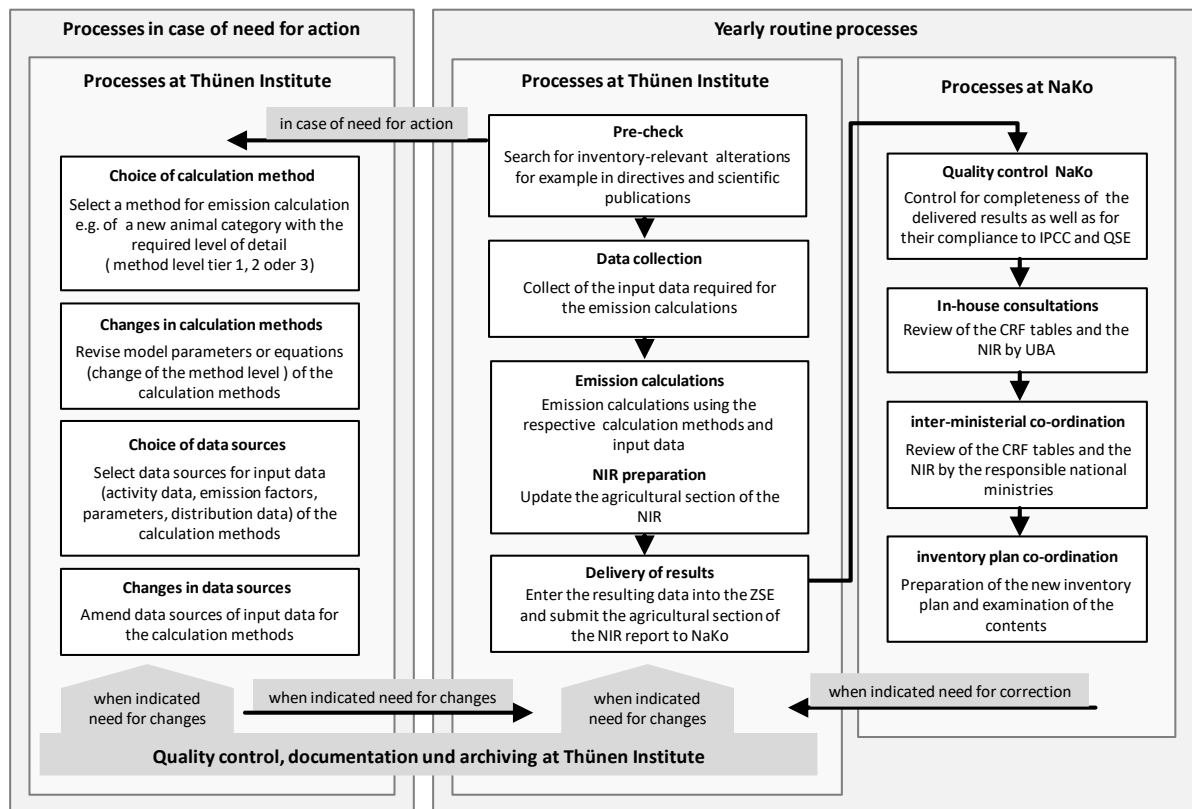 Processes in case of need for action
Processes at Thünen Institute
in case of need for action
Choice of calculation method
Select a method for emission calculation
e.g. of a new animal category with the
required level of detail
( method level tier 1, 2 oder 3)
Changes in calculation methods
Revise model parameters or equations
(change of the method level ) of the
calculation methods
Choice of data sources
Select data sources for input data
(activity data, emission factors,
parameters, distribution data) of the
calculation methods
Changes in data sources
Amend data sources of input data for
the calculation methods
Yearly routine processes
Processes at Thünen Institute
Pre-check
Search for inventory-relevant alterations
for example in directives and scientific
publications
Data collection
Collect of the input data required for
the emission calculations
Emission calculations
Emission calculations using the
respective calculation methods and
input data
NIR preparation
Update the agricultural section of the
NIR
Delivery of results
Enter the resulting data into the ZSE
and submit the agricultural section of
the NIR report to NaKo
Processes at NaKo
Quality control NaKo
Control for completeness of the
delivered results as well as for
their compliance to IPCC and QSE
In-house consultations
Review of the CRF tables and the
NIR by UBA
inter-ministerial co-ordination
Review of the CRF tables and the
NIR by the responsible national
ministries
inventory plan co-ordination
Preparation of the new inventory
plan and examination of the
contents
when indicated
need for changes
when indicated need for changes
when indicated
need for changes
when indicated need for correction
Quality control, documentation und archiving at Thünen Institute